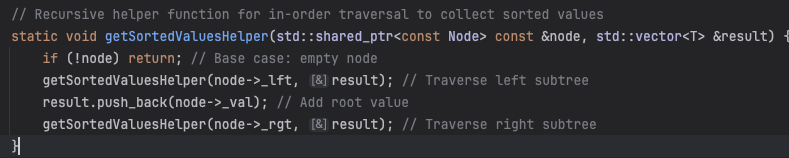 // Recursive helper function for in-order traversal to collect sorted values
static void getSortedValuesHelper(std::shared_ptr<const Node> const &node, std::vector<T> &result) {
    if (!node) return; // Base case: empty node
    getSortedValuesHelper(node->_lft, [&] result); // Traverse left subtree
    result.push_back(node->_val); // Add root value
    getSortedValuesHelper(node->_rgt, [&] result); // Traverse right subtree
}